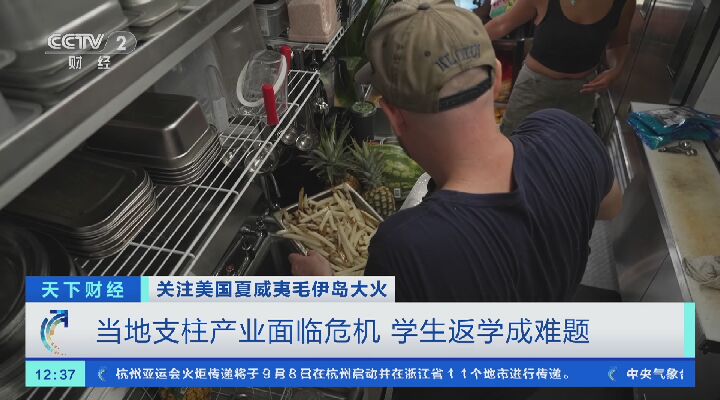 CCTV 2
财 经
天下财经
关注美国夏威夷毛伊岛大火
当地支柱产业面临危机 学生返学成难题
12:37
杭州亚运会火炬传递将于９月８日在杭州启动并在浙江省１１个地市进行传递。
中央气象台